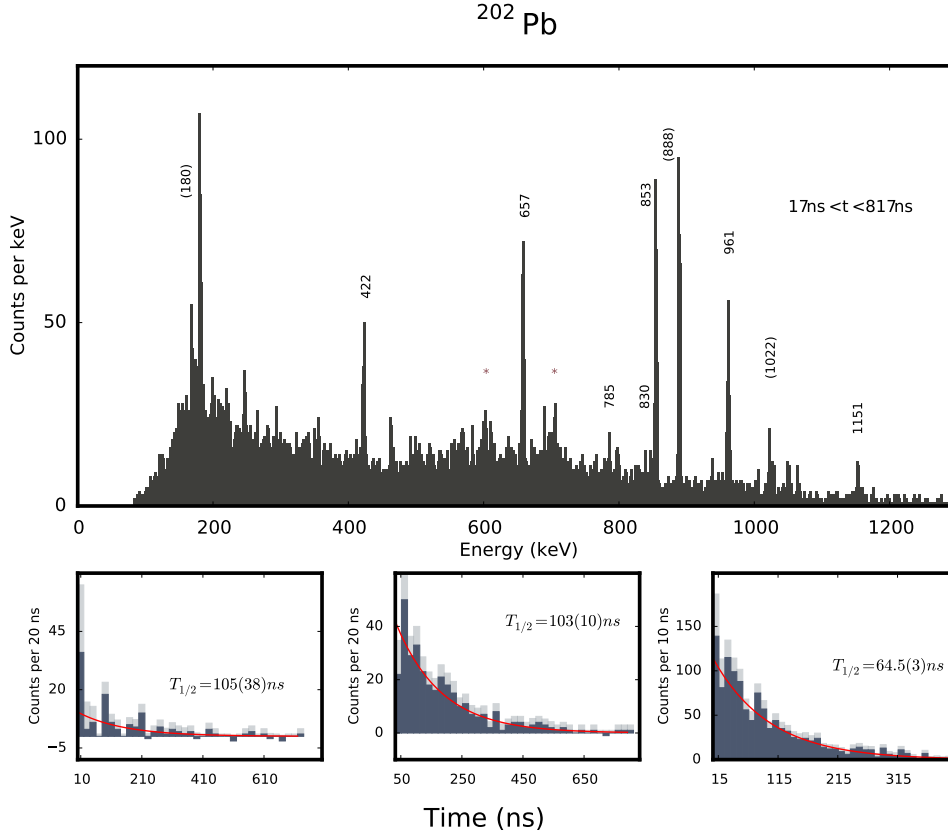 ²⁰² Pb
Counts per keV
100
50
0
(180)
422
657
*
*
785
830
853
(888)
961
(1022)
1151
17ns<t<817ns
0 200 400 600 800 1000 1200
Energy (keV)
Counts per 20 ns
45
20
−5
T₁/₂=105(38)ns
10 210 410 610
Counts per 20 ns
40
20
0
T₁/₂=103(10)ns
50 250 450 650
Counts per 10 ns
150
100
50
0
T₁/₂=64.5(3)ns
15 115 215 315
Time (ns)